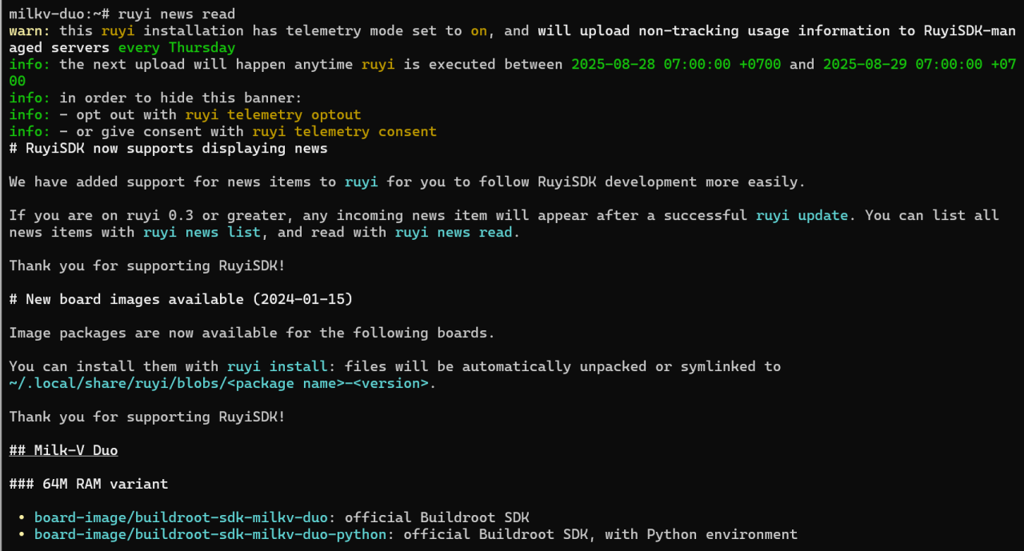 milkv-duo:~# ruyi news read
warn: this ruyi installation has telemetry mode set to on, and will upload non-tracking usage information to RuyiSDK-man
aged servers every Thursday
info: the next upload will happen anytime ruyi is executed between 2025-08-28 07:00:00 +0700 and 2025-08-29 07:00:00 +07
00
info: in order to hide this banner:
info: - opt out with ruyi telemetry optout
info: - or give consent with ruyi telemetry consent
# RuyiSDK now supports displaying news
We have added support for news items to ruyi for you to follow RuyiSDK development more easily.
If you are on ruyi 0.3 or greater, any incoming news item will appear after a successful ruyi update. You can list all
news items with ruyi news list, and read with ruyi news read.
Thank you for supporting RuyiSDK!
# New board images available (2024-01-15)
Image packages are now available for the following boards.
You can install them with ruyi install: files will be automatically unpacked or symlinked to
~/.local/share/ruyi/blobs/<package name>-<version>.
Thank you for supporting RuyiSDK!
## Milk-V Duo
### 64M RAM variant
• board-image/buildroot-sdk-milkv-duo: official Buildroot SDK
• board-image/buildroot-sdk-milkv-duo-python: official Buildroot SDK, with Python environment